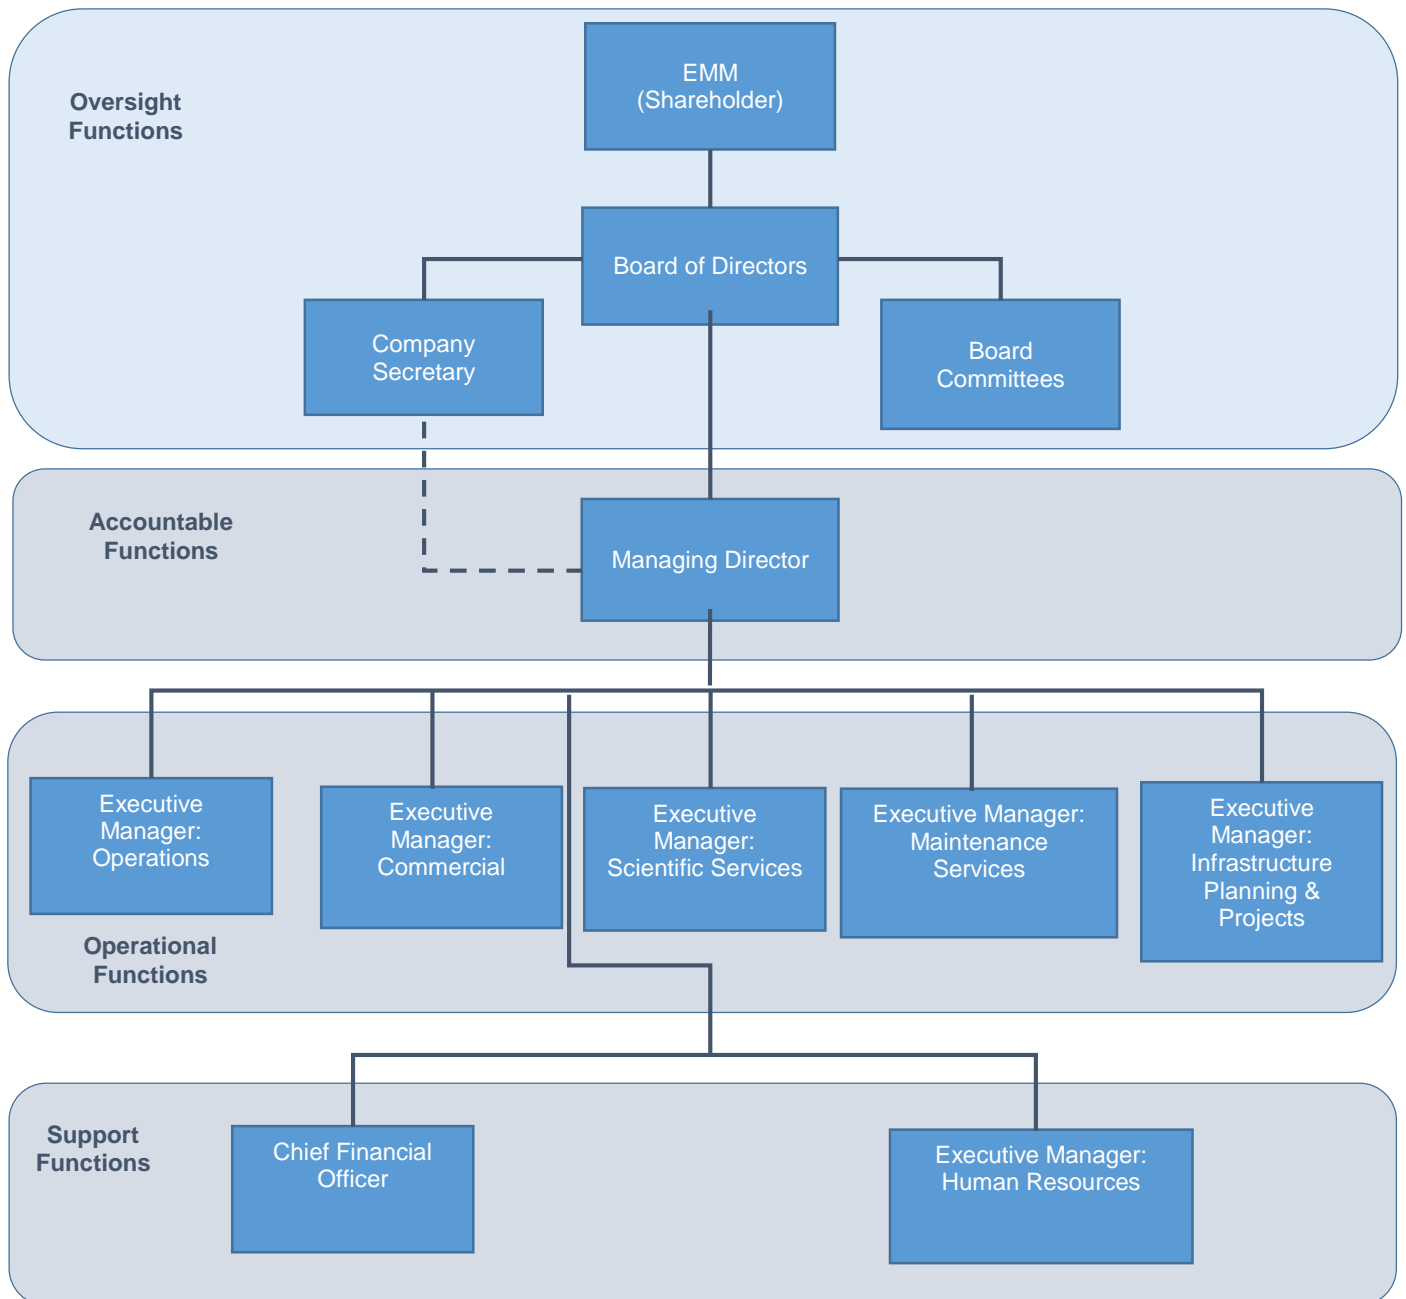 Oversight
Functions
EMM
(Shareholder)
Board of Directors
Company
Secretary
Board
Committees
Accountable
Functions
Managing Director
Executive
Manager:
Operations
Executive
Manager:
Commercial
Executive
Manager:
Scientific Services
Executive Manager:
Maintenance
Services
Executive
Manager:
Infrastructure
Planning &
Projects
Operational
Functions
Support
Functions
Chief Financial
Officer
Executive Manager:
Human Resources